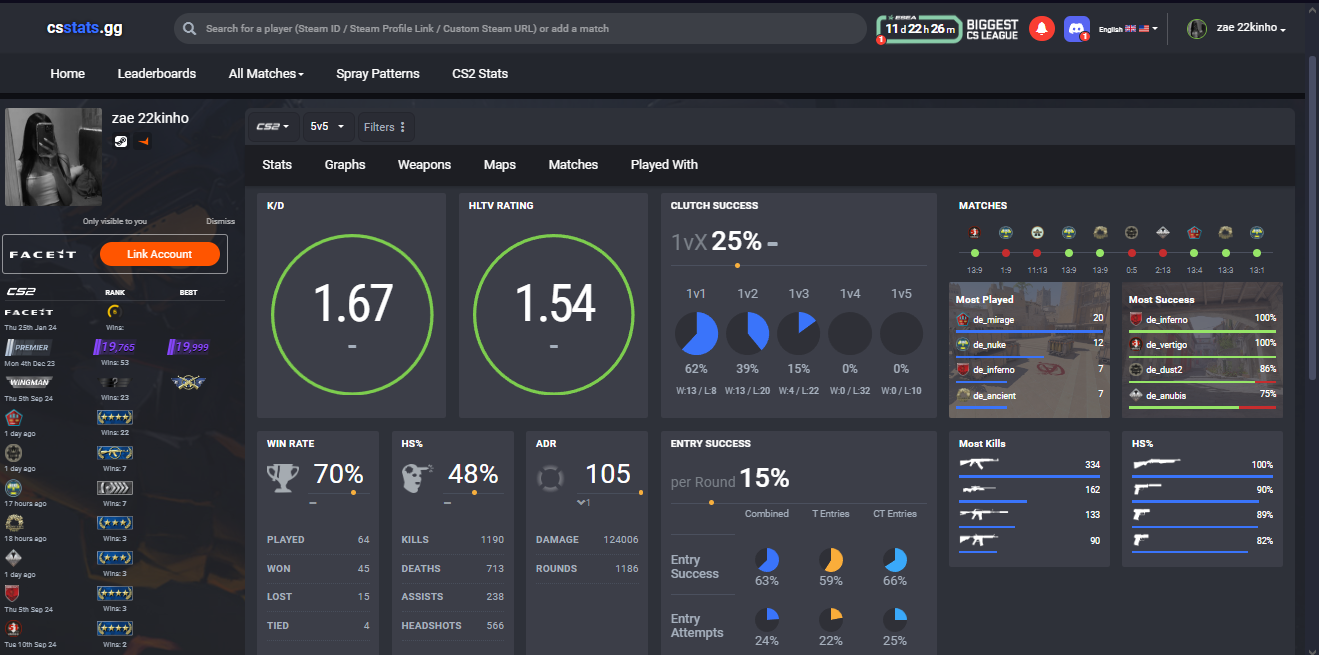 csstats.gg
Search for a player (Steam ID / Steam Profile Link / Custom Steam URL) or add a match
ESEA
11 d 22 h 26 m
1
BIGGEST
CS LEAGUE
1
English
zae 22kinho
Home
Leaderboards
All Matches
Spray Patterns
CS2 Stats
zae 22kinho
Only visible to you
Dismiss
FACEIT
Link Account
CS2
RANK
BEST
FACEIT
Thu 25th Jan 24
Wins:
PREMIER
19,765
19,999
Mon 4th Dec 23
Wins: 53
WINGMAN
Thu 5th Sep 24
Wins: 23
1 day ago
Wins: 22
1 day ago
Wins: 7
17 hours ago
Wins: 7
18 hours ago
Wins: 3
1 day ago
Wins: 3
Thu 5th Sep 24
Wins: 3
Tue 10th Sep 24
Wins: 2
CS2
5v5
Filters
Stats
Graphs
Weapons
Maps
Matches
Played With
K/D
1.67
–
HLTV RATING
1.54
–
CLUTCH SUCCESS
1vX 25% –
1v1
1v2
1v3
1v4
1v5
62%
39%
15%
0%
0%
W:13 / L:8
W:13 / L:20
W:4 / L:22
W:0 / L:32
W:0 / L:10
MATCHES
13:9
1:9
11:13
13:9
13:9
0:5
2:13
13:4
13:3
13:1
Most Played
de_mirage 20
de_nuke 12
de_inferno 7
de_ancient 7
Most Success
de_inferno 100%
de_vertigo 100%
de_dust2 86%
de_anubis 75%
WIN RATE
70%
–
PLAYED 64
WON 45
LOST 15
TIED 4
HS%
48%
–
KILLS 1190
DEATHS 713
ASSISTS 238
HEADSHOTS 566
ADR
105
1
DAMAGE 124006
ROUNDS 1186
ENTRY SUCCESS
per Round 15%
Combined
T Entries
CT Entries
Entry
Success
63%
59%
66%
Entry
Attempts
24%
22%
25%
Most Kills
334
162
133
90
HS%
100%
90%
89%
82%